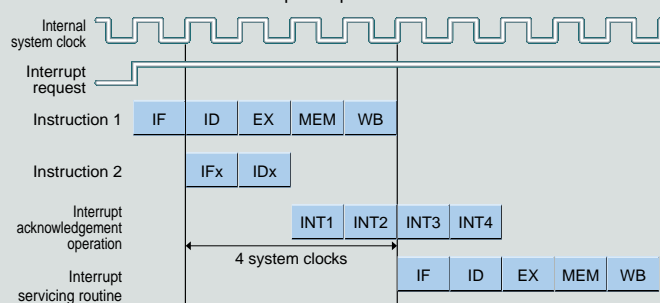 Internal
system clock
Interrupt
request
Instruction 1 IF ID EX MEM WB
Instruction 2 IFx IDx
Interrupt
acknowledgement
operation
INT1 INT2 INT3 INT4
4 system clocks
Interrupt
servicing routine
IF ID EX MEM WB